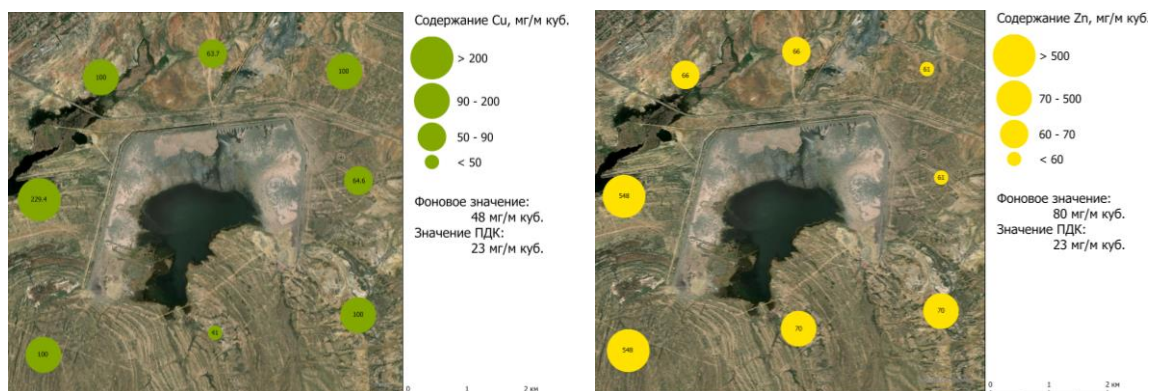 Содержание Cu, мг/м куб.
> 200
90 - 200
50 - 90
< 50
Фоновое значение:
48 мг/м куб.
Значение ПДК:
23 мг/м куб.
63.7
100
100
64.6
229.4
100
41
100
0 1 2 км
Содержание Zn, мг/м куб.
> 500
70 - 500
60 - 70
< 60
Фоновое значение:
80 мг/м куб.
Значение ПДК:
23 мг/м куб.
66
66
61
61
548
70
70
548
0 1 2 км